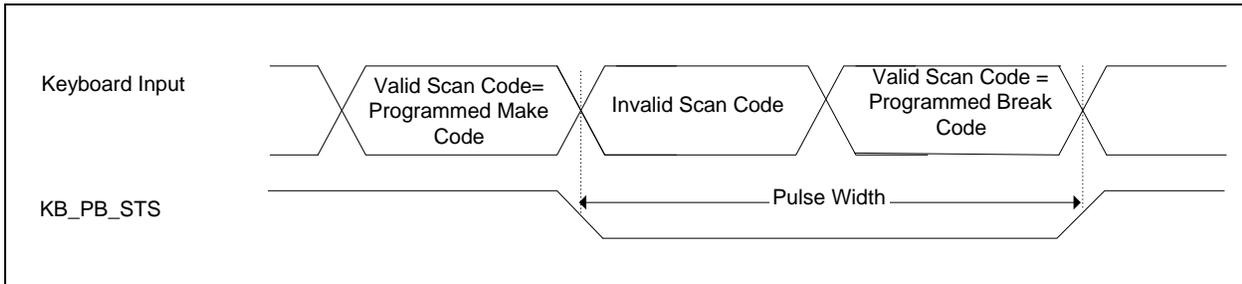 Keyboard Input
Valid Scan Code=
Programmed Make
Code
Invalid Scan Code
Valid Scan Code =
Programmed Break
Code
KB_PB_STS
Pulse Width